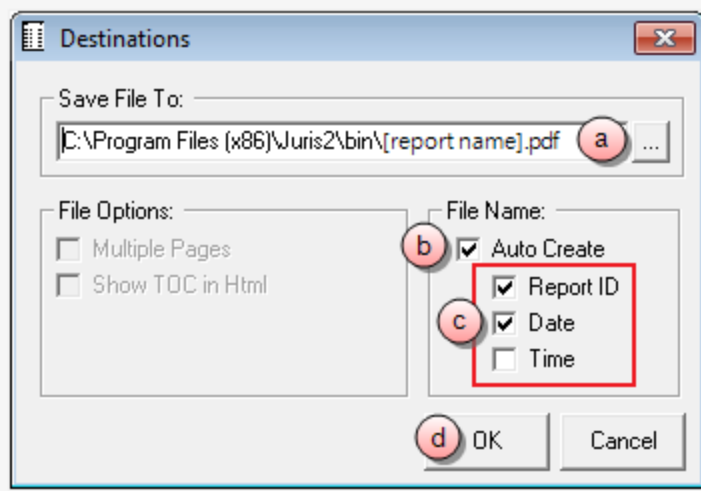 Destinations
Save File To:
C:\Program Files (x86)\Juris2\bin\[report name].pdf
a
...
File Options:
Multiple Pages
Show TOC in Html
File Name:
b
Auto Create
Report ID
c
Date
Time
d
OK
Cancel